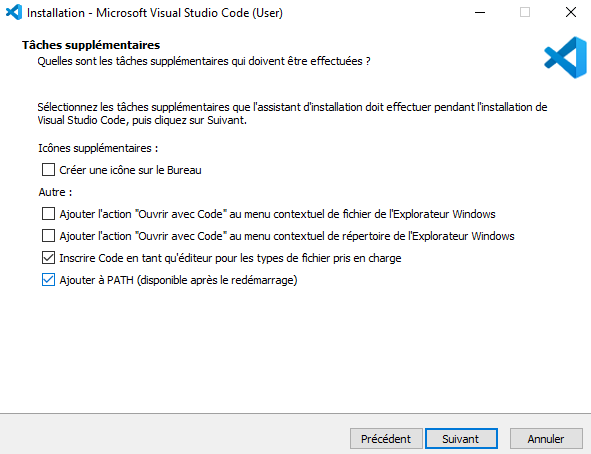 Installation - Microsoft Visual Studio Code (User)
Tâches supplémentaires
Quelles sont les tâches supplémentaires qui doivent être effectuées ?
Sélectionnez les tâches supplémentaires que l'assistant d'installation doit effectuer pendant l'installation de
Visual Studio Code, puis cliquez sur Suivant.
Icônes supplémentaires :
Créer une icône sur le Bureau
Autre :
Ajouter l'action "Ouvrir avec Code" au menu contextuel de fichier de l'Explorateur Windows
Ajouter l'action "Ouvrir avec Code" au menu contextuel de répertoire de l'Explorateur Windows
Inscrire Code en tant qu'éditeur pour les types de fichier pris en charge
Ajouter à PATH (disponible après le redémarrage)
Précédent
Suivant
Annuler